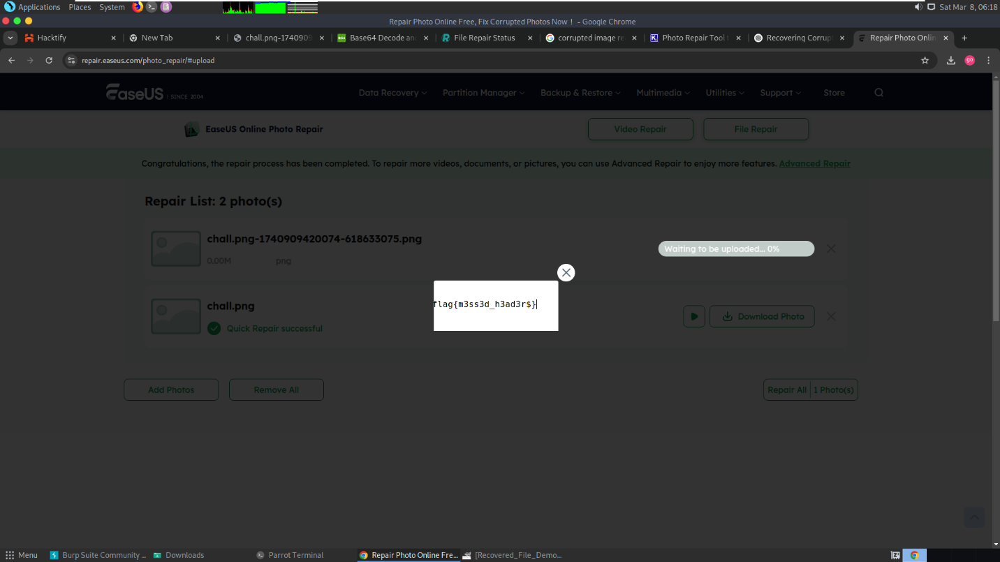 Applications Places System Sat Mar 8, 06:18
Repair Photo Online Free, Fix Corrupted Photos Now！ - Google Chrome
Hacktify New Tab chall.png-1740909 Base64 Decode and File Repair Status corrupted image re Photo Repair Tool t Recovering Corrupt Repair Photo Onlin
repair.easeus.com/photo_repair/#upload go
EaseUS | SINCE 2004 Data Recovery Partition Manager Backup & Restore Multimedia Utilities Support Store
EaseUS Online Photo Repair Video Repair File Repair
Congratulations, the repair process has been completed. To repair more videos, documents, or pictures, you can use Advanced Repair to enjoy more features. Advanced Repair
Repair List: 2 photo(s)
chall.png-1740909420074-618633075.png
Waiting to be uploaded... 0%
0.00M png
flag{m3ss3d_h3ad3r$}
chall.png
Quick Repair successful
Download Photo
Add Photos Remove All Repair All 1 Photo(s)
Menu Burp Suite Community ... Downloads Parrot Terminal Repair Photo Online Fre... [Recovered_File_Demo...